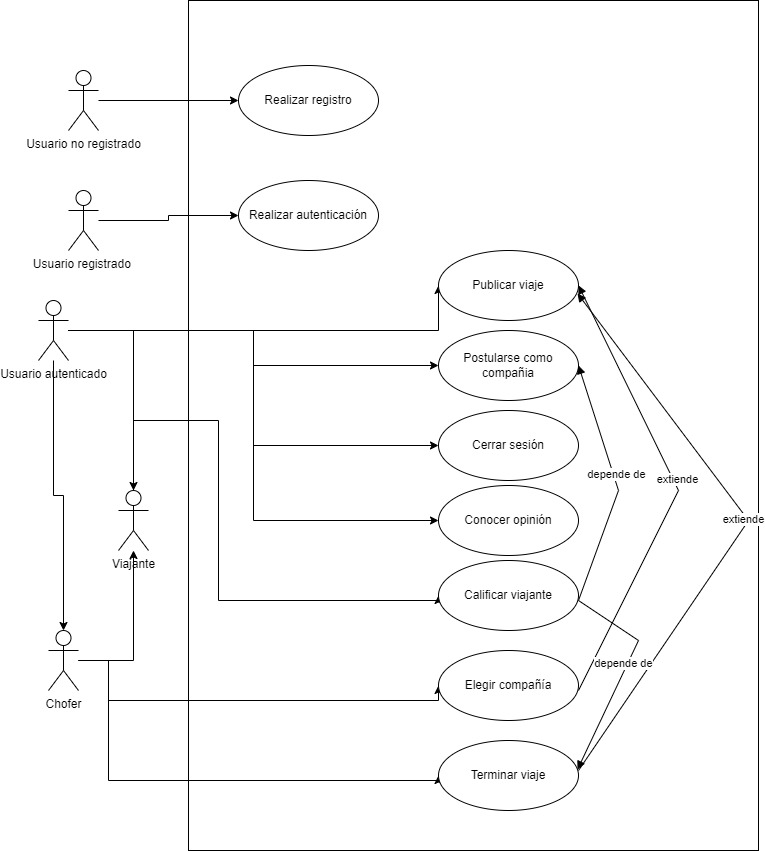 Realizar registro
Usuario no registrado
Realizar autenticación
Usuario registrado
Publicar viaje
Usuario autenticado
Postularse como
compañia
Cerrar sesión
depende de
extiende
Conocer opinión
extiende
Viajante
Calificar viajante
depende de
Elegir compañía
Chofer
Terminar viaje